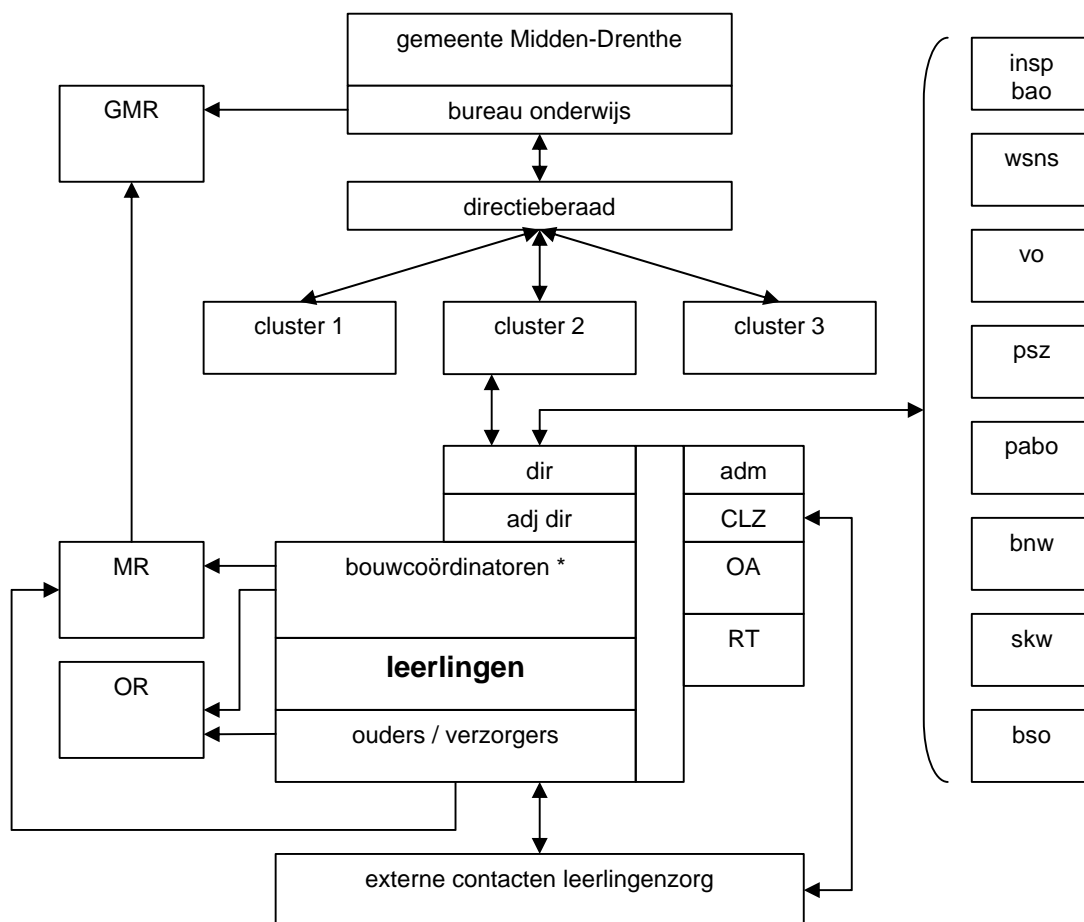 gemeente Midden-Drenthe
bureau onderwijs
GMR
directieberaad
cluster 1
cluster 2
cluster 3
dir
adj dir
bouwcoördinatoren *
leerlingen
ouders / verzorgers
adm
CLZ
OA
RT
MR
OR
externe contacten leerlingenzorg
insp
bao
wsns
vo
psz
pabo
bnw
skw
bso